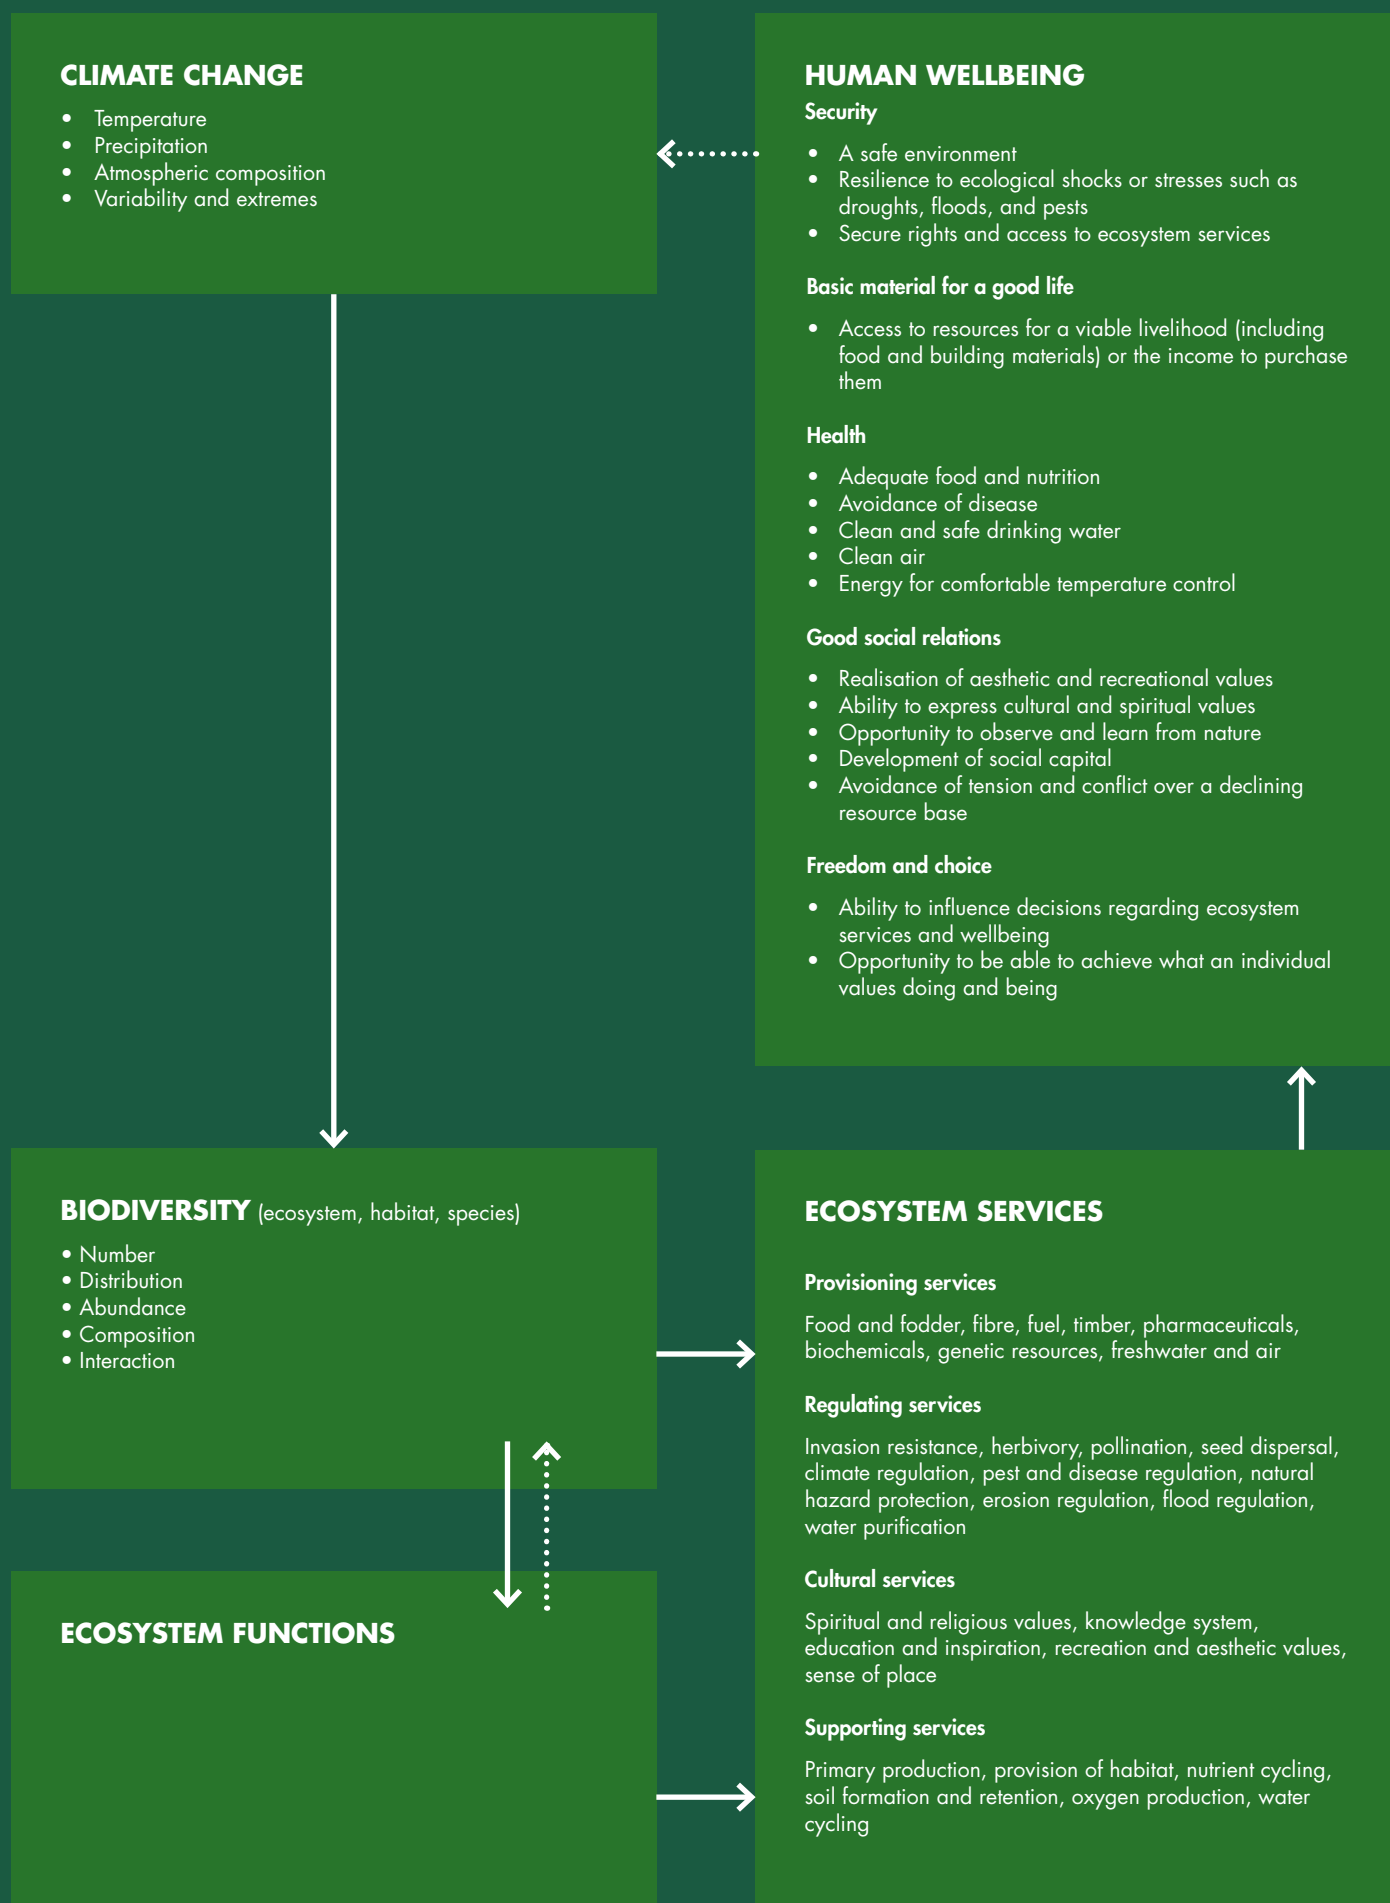 CLIMATE CHANGE
• Temperature
• Precipitation
• Atmospheric composition
• Variability and extremes
HUMAN WELLBEING
Security
• A safe environment
• Resilience to ecological shocks or stresses such as
droughts, floods, and pests
• Secure rights and access to ecosystem services
Basic material for a good life
• Access to resources for a viable livelihood (including
food and building materials) or the income to purchase
them
Health
• Adequate food and nutrition
• Avoidance of disease
• Clean and safe drinking water
• Clean air
• Energy for comfortable temperature control
Good social relations
• Realisation of aesthetic and recreational values
• Ability to express cultural and spiritual values
• Opportunity to observe and learn from nature
• Development of social capital
• Avoidance of tension and conflict over a declining
resource base
Freedom and choice
• Ability to influence decisions regarding ecosystem
services and wellbeing
• Opportunity to be able to achieve what an individual
values doing and being
BIODIVERSITY (ecosystem, habitat, species)
• Number
• Distribution
• Abundance
• Composition
• Interaction
ECOSYSTEM FUNCTIONS
ECOSYSTEM SERVICES
Provisioning services
Food and fodder, fibre, fuel, timber, pharmaceuticals,
biochemicals, genetic resources, freshwater and air
Regulating services
Invasion resistance, herbivory, pollination, seed dispersal,
climate regulation, pest and disease regulation, natural
hazard protection, erosion regulation, flood regulation,
water purification
Cultural services
Spiritual and religious values, knowledge system,
education and inspiration, recreation and aesthetic values,
sense of place
Supporting services
Primary production, provision of habitat, nutrient cycling,
soil formation and retention, oxygen production, water
cycling